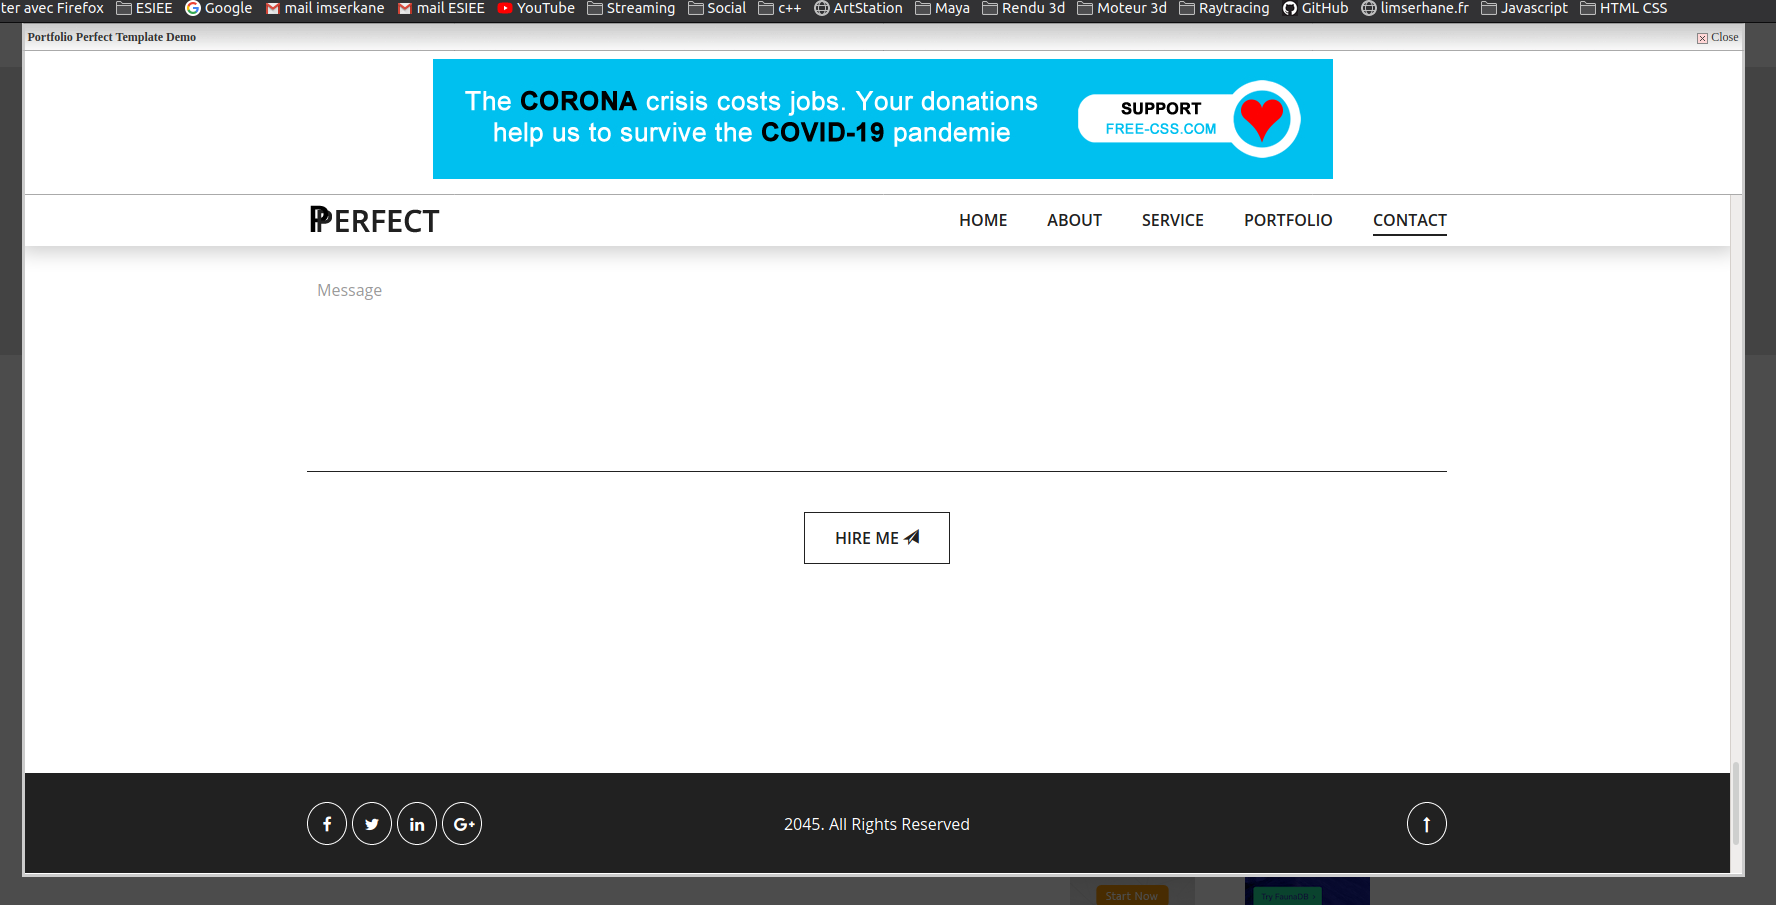 ter avec Firefox ESIEE Google mail imserkane mail ESIEE YouTube Streaming Social c++ ArtStation Maya Rendu 3d Moteur 3d Raytracing GitHub limserhane.fr Javascript HTML CSS
Portfolio Perfect Template Demo Close
The CORONA crisis costs jobs. Your donations
help us to survive the COVID-19 pandemie
SUPPORT
FREE-CSS.COM
PPERFECT HOME ABOUT SERVICE PORTFOLIO CONTACT
Message
HIRE ME
2045. All Rights Reserved
Start Now
Try FaunaDB